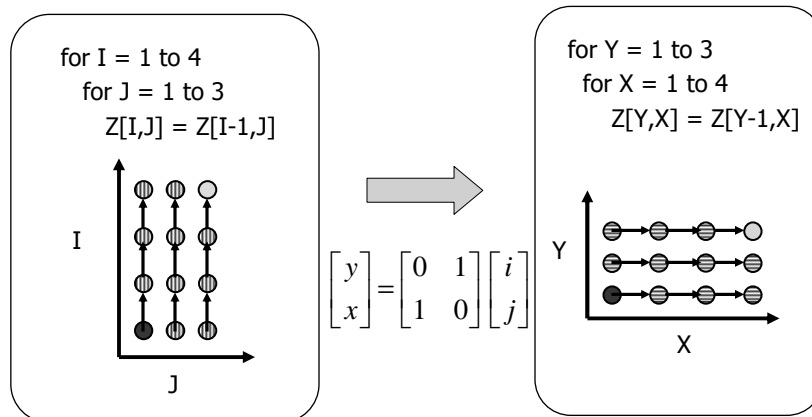 for I = 1 to 4
for J = 1 to 3
Z[I,J] = Z[I-1,J]
I
J
[y x] = [0 1 1 0] [i j]
for Y = 1 to 3
for X = 1 to 4
Z[Y,X] = Z[Y-1,X]
Y
X